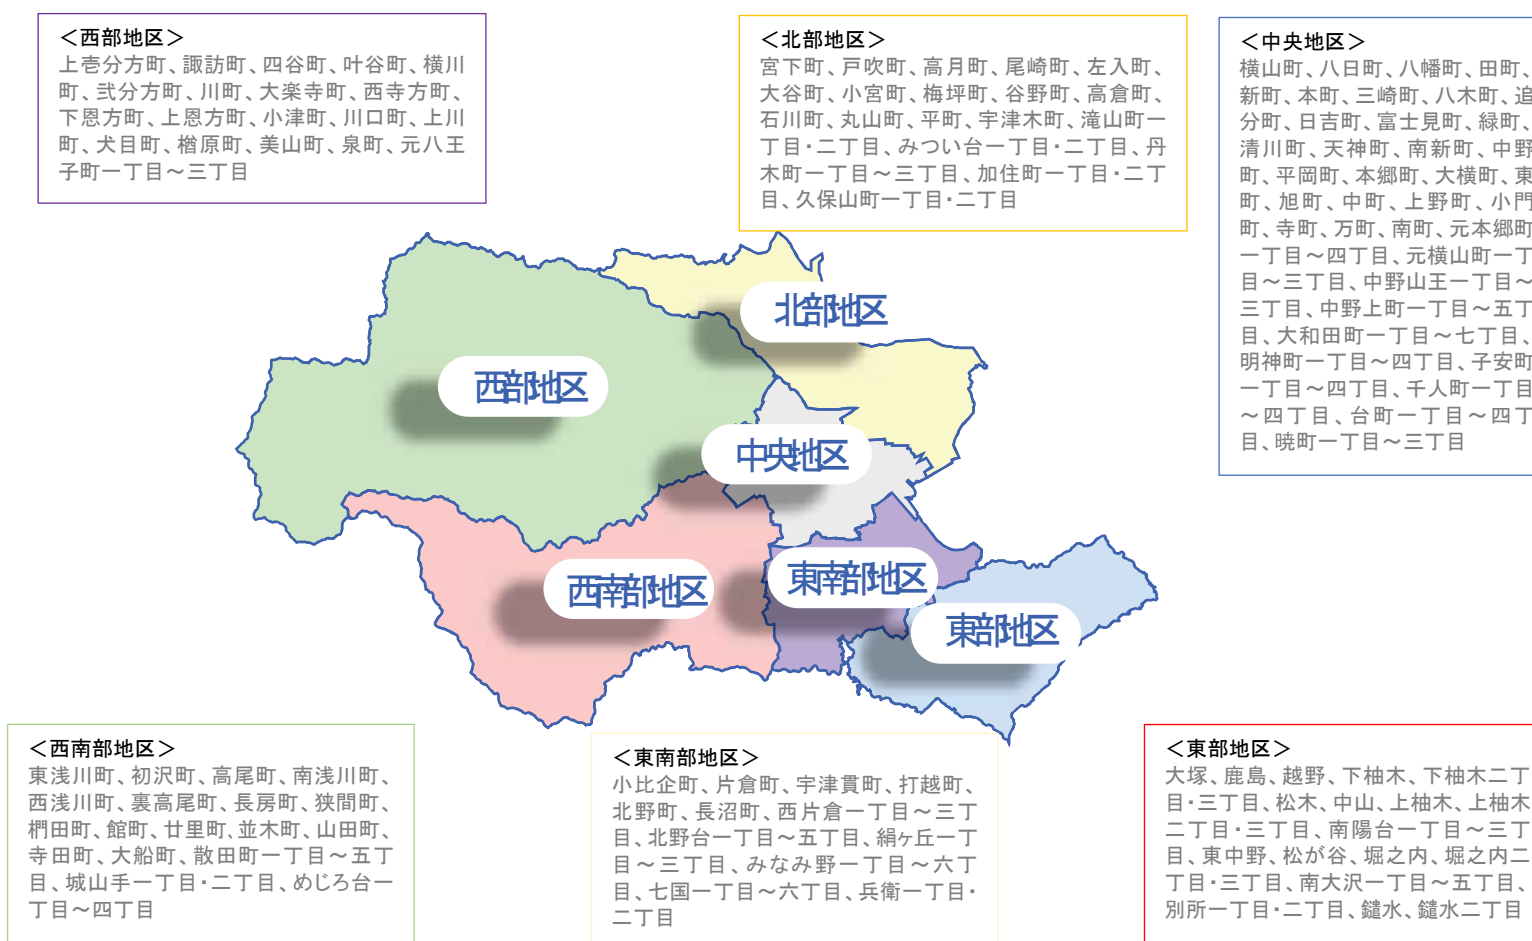 ＜西部地区＞
上壱分方町、諏訪町、四谷町、叶谷町、横川
町、弐分方町、川町、大楽寺町、西寺方町、
下恩方町、上恩方町、小津町、川口町、上川
町、犬目町、楢原町、美山町、泉町、元八王
子町一丁目～三丁目
＜北部地区＞
宮下町、戸吹町、高月町、尾崎町、左入町、
大谷町、小宮町、梅坪町、谷野町、高倉町、
石川町、丸山町、平町、宇津木町、滝山町一
丁目・二丁目、みつい台一丁目・二丁目、丹
木町一丁目～三丁目、加住町一丁目・二丁
目、久保山町一丁目・二丁目
＜中央地区＞
横山町、八日町、八幡町、田町、
新町、本町、三崎町、八木町、追
分町、日吉町、富士見町、緑町、
清川町、天神町、南新町、中野
町、平岡町、本郷町、大横町、東
町、旭町、中町、上野町、小門
町、寺町、万町、南町、元本郷町
一丁目～四丁目、元横山町一丁
目～三丁目、中野山王一丁目～
三丁目、中野上町一丁目～五丁
目、大和田町一丁目～七丁目、
明神町一丁目～四丁目、子安町
一丁目～四丁目、千人町一丁目
～四丁目、台町一丁目～四丁
目、暁町一丁目～三丁目
北部地区
西部地区
中央地区
西南部地区
東南部地区
東部地区
＜西南部地区＞
東浅川町、初沢町、高尾町、南浅川町、
西浅川町、裏高尾町、長房町、狭間町、
椚田町、館町、廿里町、並木町、山田町、
寺田町、大船町、散田町一丁目～五丁
目、城山手一丁目・二丁目、めじろ台一
丁目～四丁目
＜東南部地区＞
小比企町、片倉町、宇津貫町、打越町、
北野町、長沼町、西片倉一丁目～三丁
目、北野台一丁目～五丁目、絹ヶ丘一丁
目～三丁目、みなみ野一丁目～六丁
目、七国一丁目～六丁目、兵衛一丁目・
二丁目
＜東部地区＞
大塚、鹿島、越野、下柚木、下柚木二丁
目・三丁目、松木、中山、上柚木、上柚木
二丁目・三丁目、南陽台一丁目～三丁
目、東中野、松が谷、堀之内、堀之内二
丁目・三丁目、南大沢一丁目～五丁目、
別所一丁目・二丁目、鑓水、鑓水二丁目